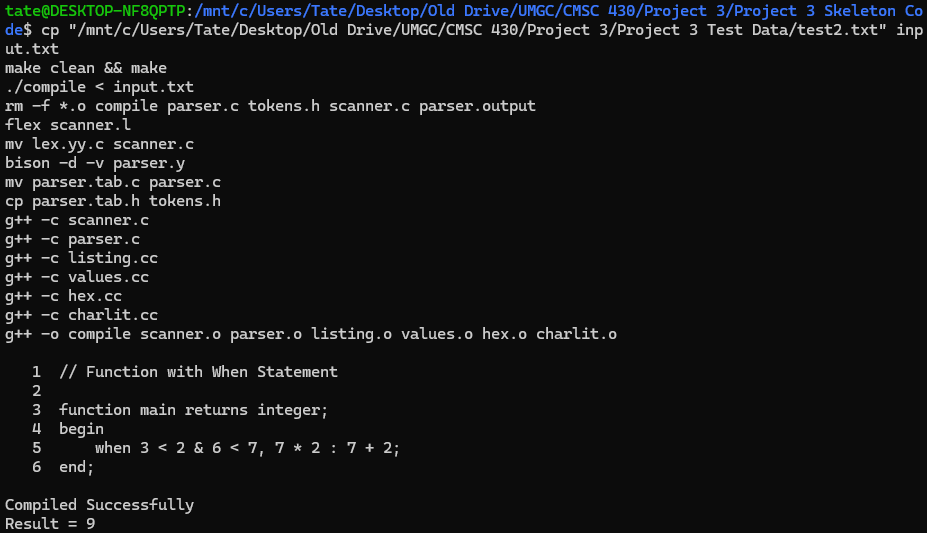 tate@DESKTOP-NF8QPTP:/mnt/c/Users/Tate/Desktop/Old Drive/UMGC/CMSC 430/Project 3/Project 3 Skeleton Co
de$ cp "/mnt/c/Users/Tate/Desktop/Old Drive/UMGC/CMSC 430/Project 3/Project 3 Test Data/test2.txt" inp
ut.txt
make clean && make
./compile < input.txt
rm -f *.o compile parser.c tokens.h scanner.c parser.output
flex scanner.l
mv lex.yy.c scanner.c
bison -d -v parser.y
mv parser.tab.c parser.c
cp parser.tab.h tokens.h
g++ -c scanner.c
g++ -c parser.c
g++ -c listing.cc
g++ -c values.cc
g++ -c hex.cc
g++ -c charlit.cc
g++ -o compile scanner.o parser.o listing.o values.o hex.o charlit.o
   1  // Function with When Statement
   2
   3  function main returns integer;
   4  begin
   5      when 3 < 2 & 6 < 7, 7 * 2 : 7 + 2;
   6  end;
Compiled Successfully
Result = 9